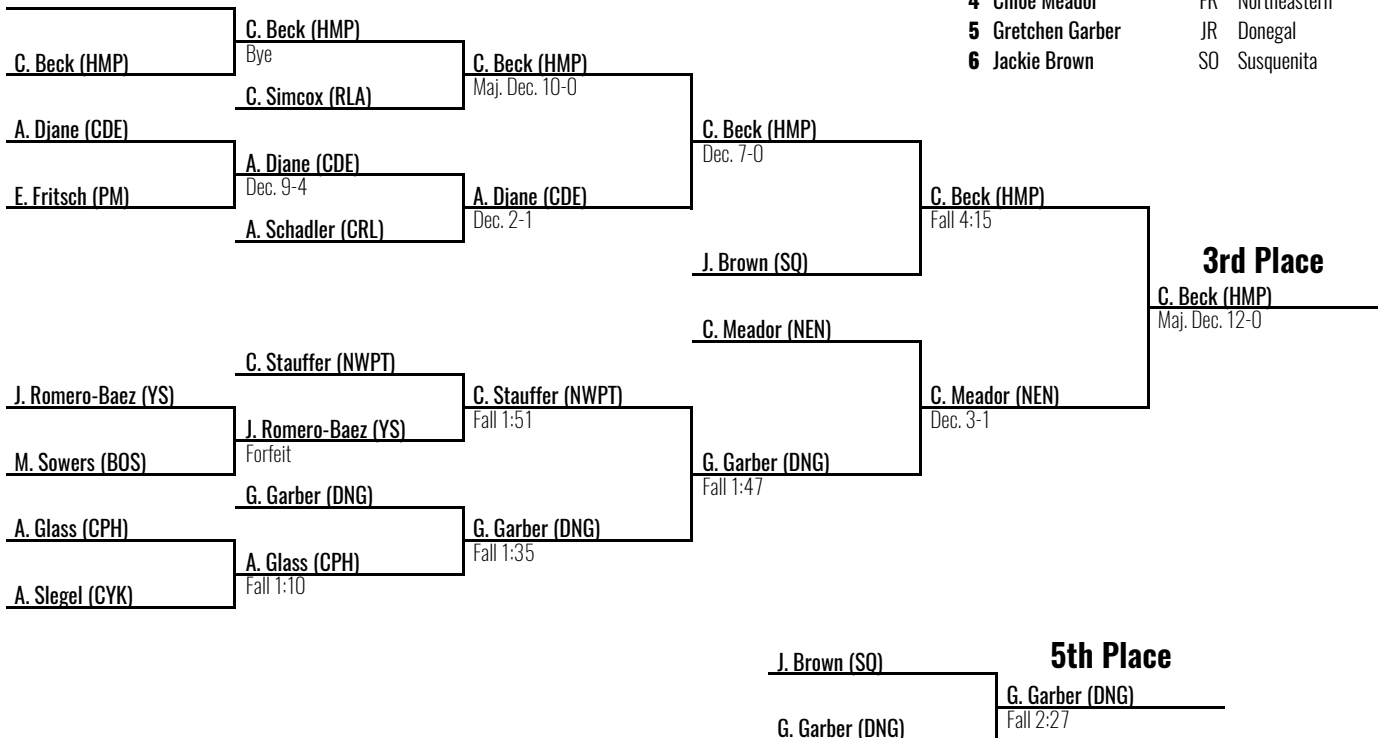 4 Chloe Meador FR Northeastern
5 Gretchen Garber JR Donegal
6 Jackie Brown SO Susquenita
C. Beck (HMP)
Bye
C. Beck (HMP)
C. Beck (HMP)
Maj. Dec. 10-0
C. Simcox (RLA)
A. Djane (CDE)
C. Beck (HMP)
Dec. 7-0
A. Djane (CDE)
Dec. 9-4
E. Fritsch (PM)
A. Djane (CDE)
Dec. 2-1
C. Beck (HMP)
Fall 4:15
A. Schadler (CRL)
J. Brown (SQ)
3rd Place
C. Beck (HMP)
Maj. Dec. 12-0
C. Meador (NEN)
C. Stauffer (NWPT)
J. Romero-Baez (YS)
C. Stauffer (NWPT)
Fall 1:51
C. Meador (NEN)
Dec. 3-1
J. Romero-Baez (YS)
Forfeit
M. Sowers (BOS)
G. Garber (DNG)
Fall 1:47
G. Garber (DNG)
A. Glass (CPH)
G. Garber (DNG)
Fall 1:35
A. Glass (CPH)
Fall 1:10
A. Slegel (CYK)
5th Place
J. Brown (SQ)
G. Garber (DNG)
Fall 2:27
G. Garber (DNG)